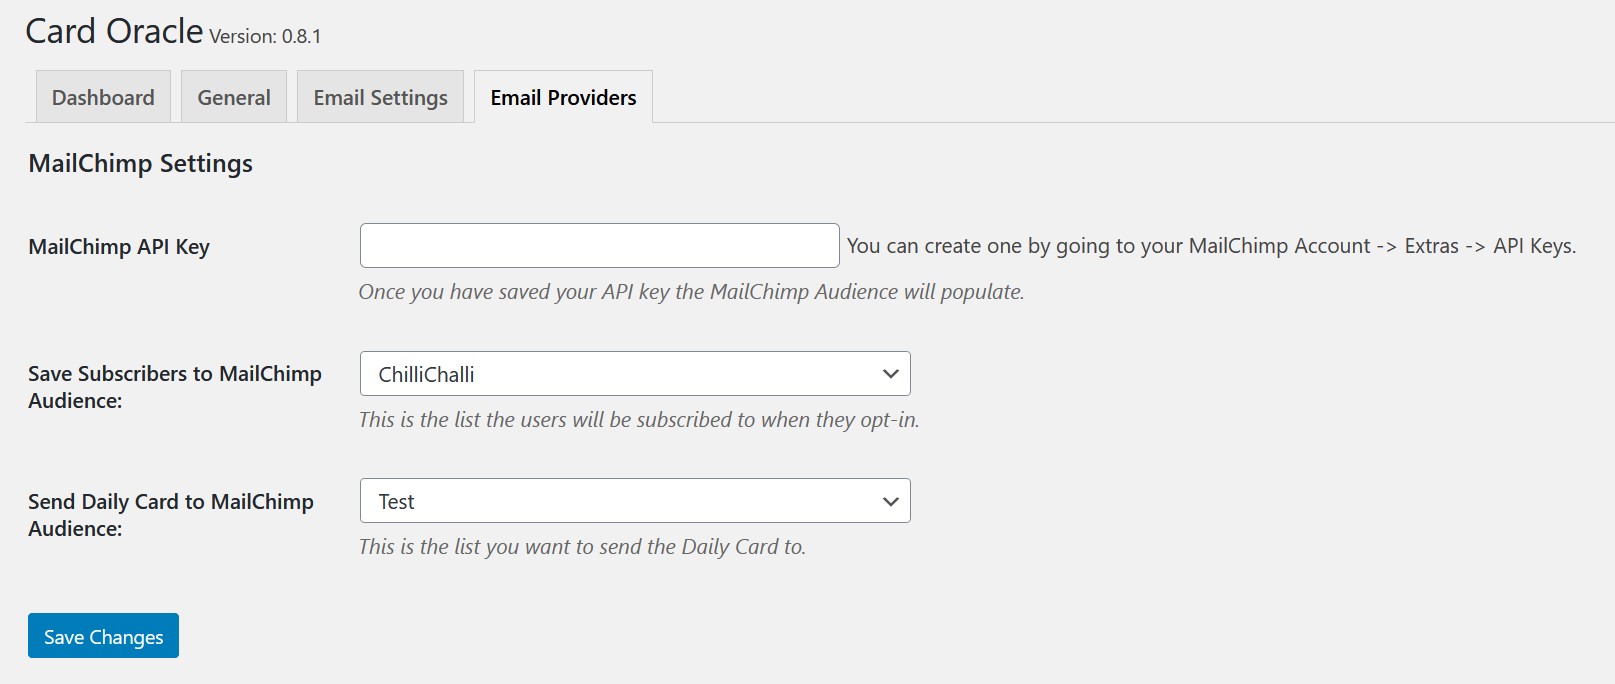 Card Oracle Version: 0.8.1
Dashboard General Email Settings Email Providers
MailChimp Settings
MailChimp API Key
You can create one by going to your MailChimp Account -> Extras -> API Keys.
Once you have saved your API key the MailChimp Audience will populate.
Save Subscribers to MailChimp
Audience:
ChilliChalli
This is the list the users will be subscribed to when they opt-in.
Send Daily Card to MailChimp
Audience:
Test
This is the list you want to send the Daily Card to.
Save Changes